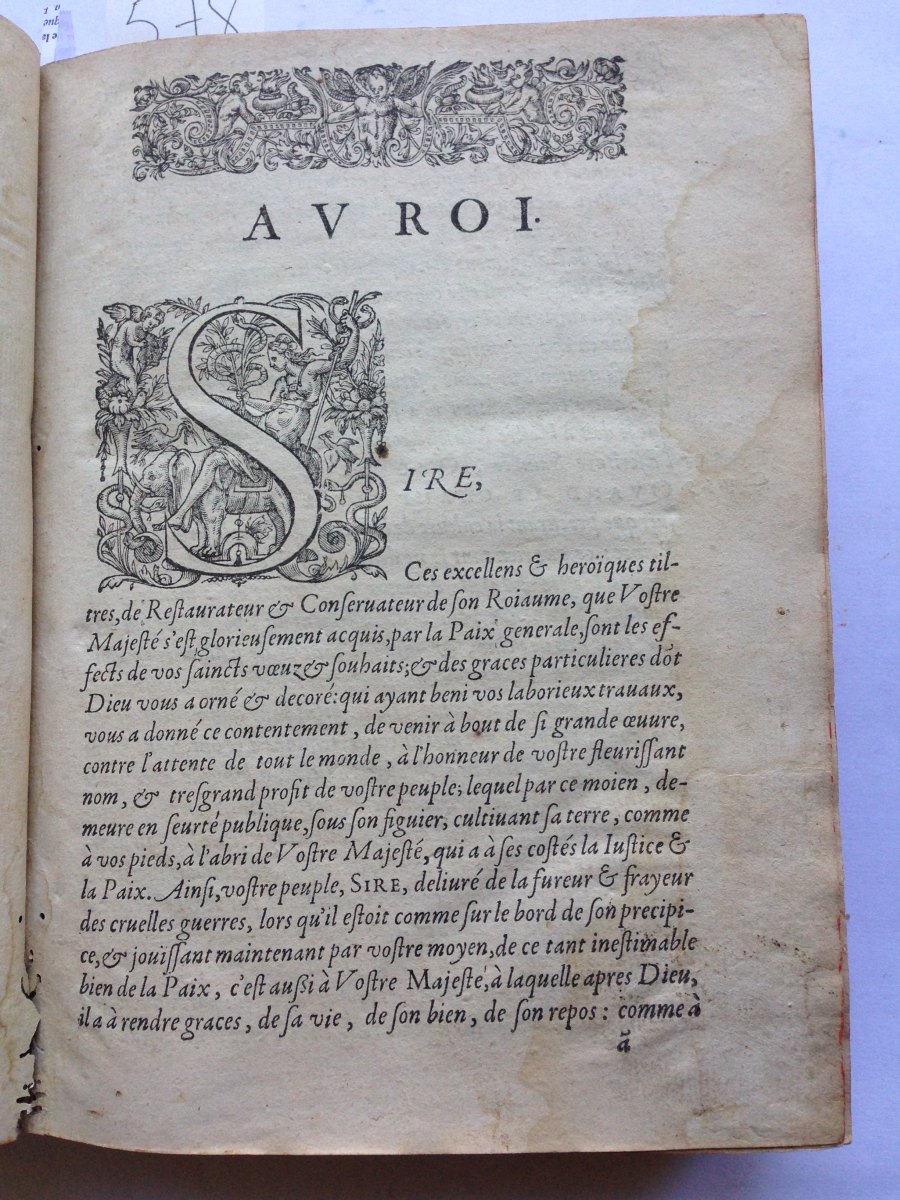 578
AV ROI.
SIRE,
Ces excellens & heroïques til-
tres, de Reſtaurateur & Conſeruateur de ſon Roiaume, que Voſtre
Majeſté s'eſt glorieuſement acquis, par la Paix generale, ſont les ef-
fects de vos ſaincts vœuz & ſouhaits; & des graces particulieres dõt
Dieu vous a orné & decoré: qui ayant beni vos laborieux trauaux,
vous a donné ce contentement, de venir à bout de ſi grande œuure,
contre l'attente de tout le monde, à l'honneur de voſtre fleuriſſant
nom, & treſgrand profit de voſtre peuple; lequel par ce moien, de-
meure en ſeurté publique, ſous ſon figuier, cultiuant ſa terre, comme
à vos pieds, à l'abri de Voſtre Majeſté, qui a à ſes coſtés la Iuſtice &
la Paix. Ainſi, voſtre peuple, SIRE, deliuré de la fureur & frayeur
des cruelles guerres, lors qu'il eſtoit comme ſur le bord de ſon precipi-
ce, & jouiſſant maintenant par voſtre moyen, de ce tant ineſtimable
bien de la Paix, c'eſt auſſi à Voſtre Majeſté, à laquelle apres Dieu,
il a à rendre graces, de ſa vie, de ſon bien, de ſon repos: comme à
ã